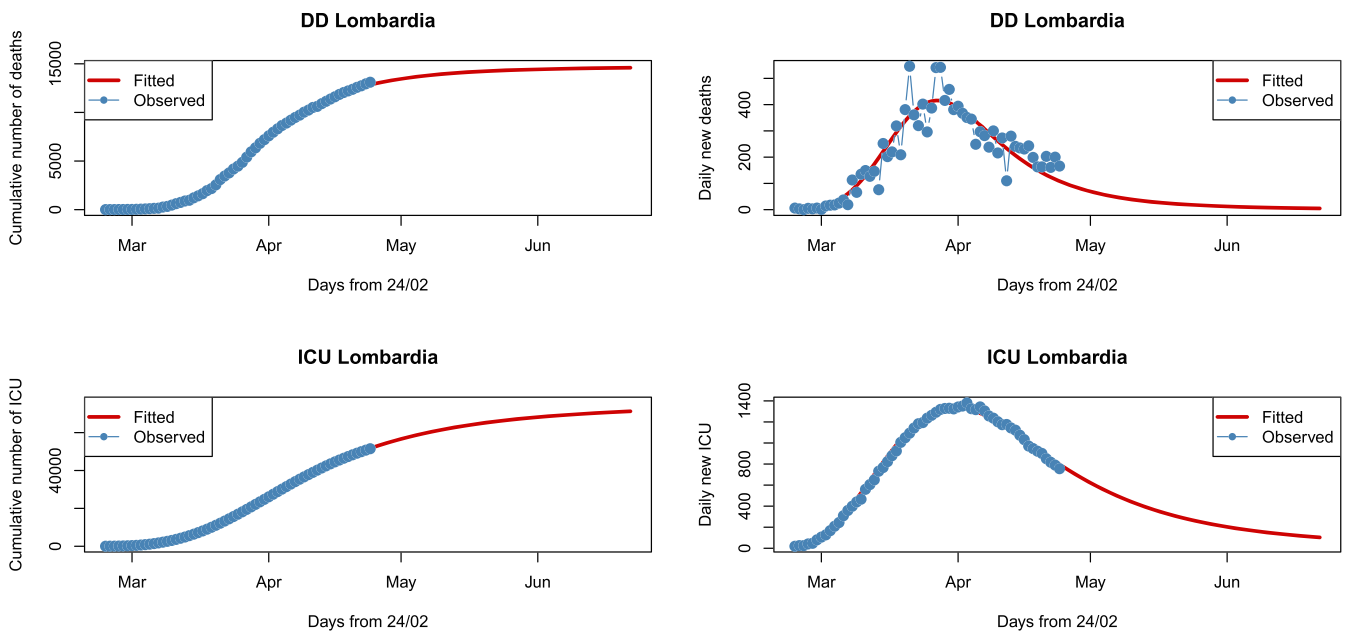 DD Lombardia
Cumulative number of deaths
15000
5000
0
Fitted
Observed
Mar Apr May Jun
Days from 24/02
DD Lombardia
Daily new deaths
400
200
0
Fitted
Observed
Mar Apr May Jun
Days from 24/02
ICU Lombardia
Cumulative number of ICU
40000
0
Fitted
Observed
Mar Apr May Jun
Days from 24/02
ICU Lombardia
Daily new ICU
1400
800
400
0
Fitted
Observed
Mar Apr May Jun
Days from 24/02